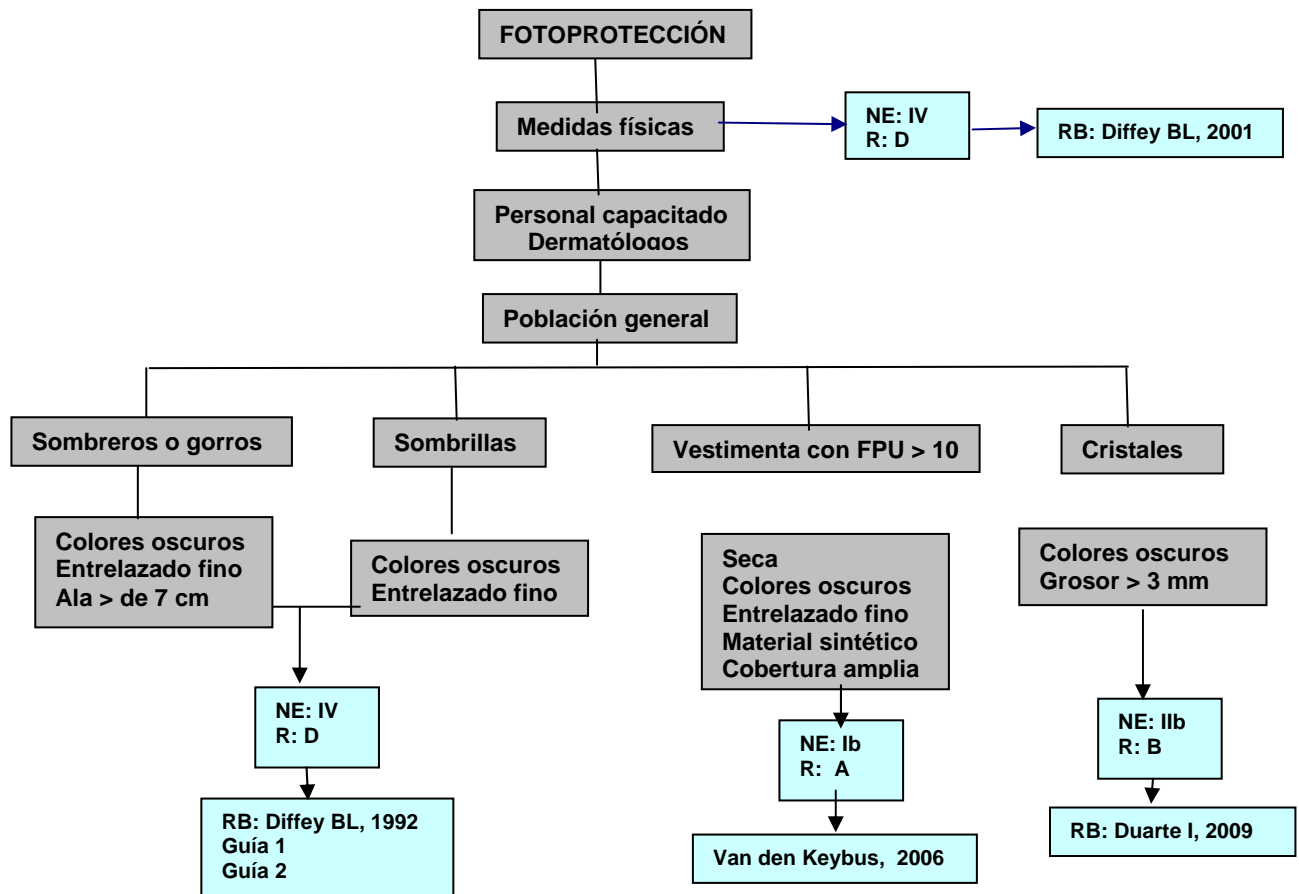 FOTOPROTECCIÓN
Medidas físicas
NE: IV
R: D
RB: Diffey BL, 2001
Personal capacitado
Dermatólogos
Población general
Sombreros o gorros
Sombrillas
Vestimenta con FPU > 10
Cristales
Colores oscuros
Entrelazado fino
Ala > de 7 cm
Colores oscuros
Entrelazado fino
Seca
Colores oscuros
Entrelazado fino
Material sintético
Cobertura amplia
Colores oscuros
Grosor > 3 mm
NE: IV
R: D
NE: Ib
R: A
NE: IIb
R: B
RB: Diffey BL, 1992
Guía 1
Guía 2
Van den Keybus, 2006
RB: Duarte I, 2009